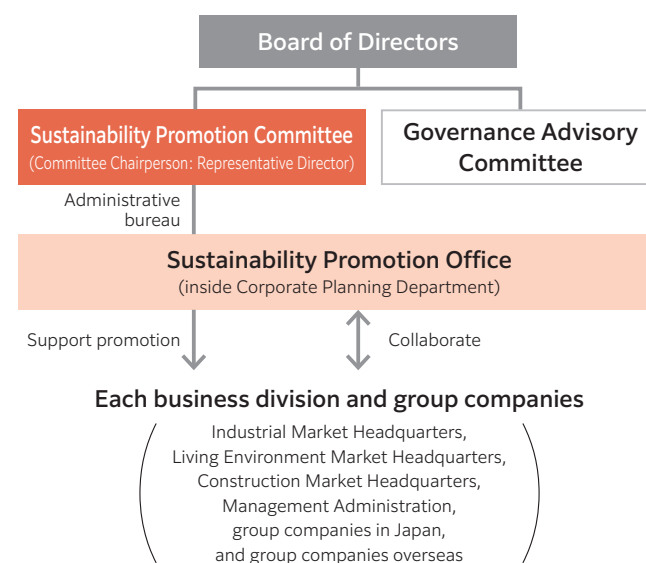 Board of Directors
Sustainability Promotion Committee
(Committee Chairperson: Representative Director)
Governance Advisory
Committee
Administrative
bureau
Sustainability Promotion Office
(inside Corporate Planning Department)
Support promotion
Collaborate
Each business division and group companies
Industrial Market Headquarters,
Living Environment Market Headquarters,
Construction Market Headquarters,
Management Administration,
group companies in Japan,
and group companies overseas